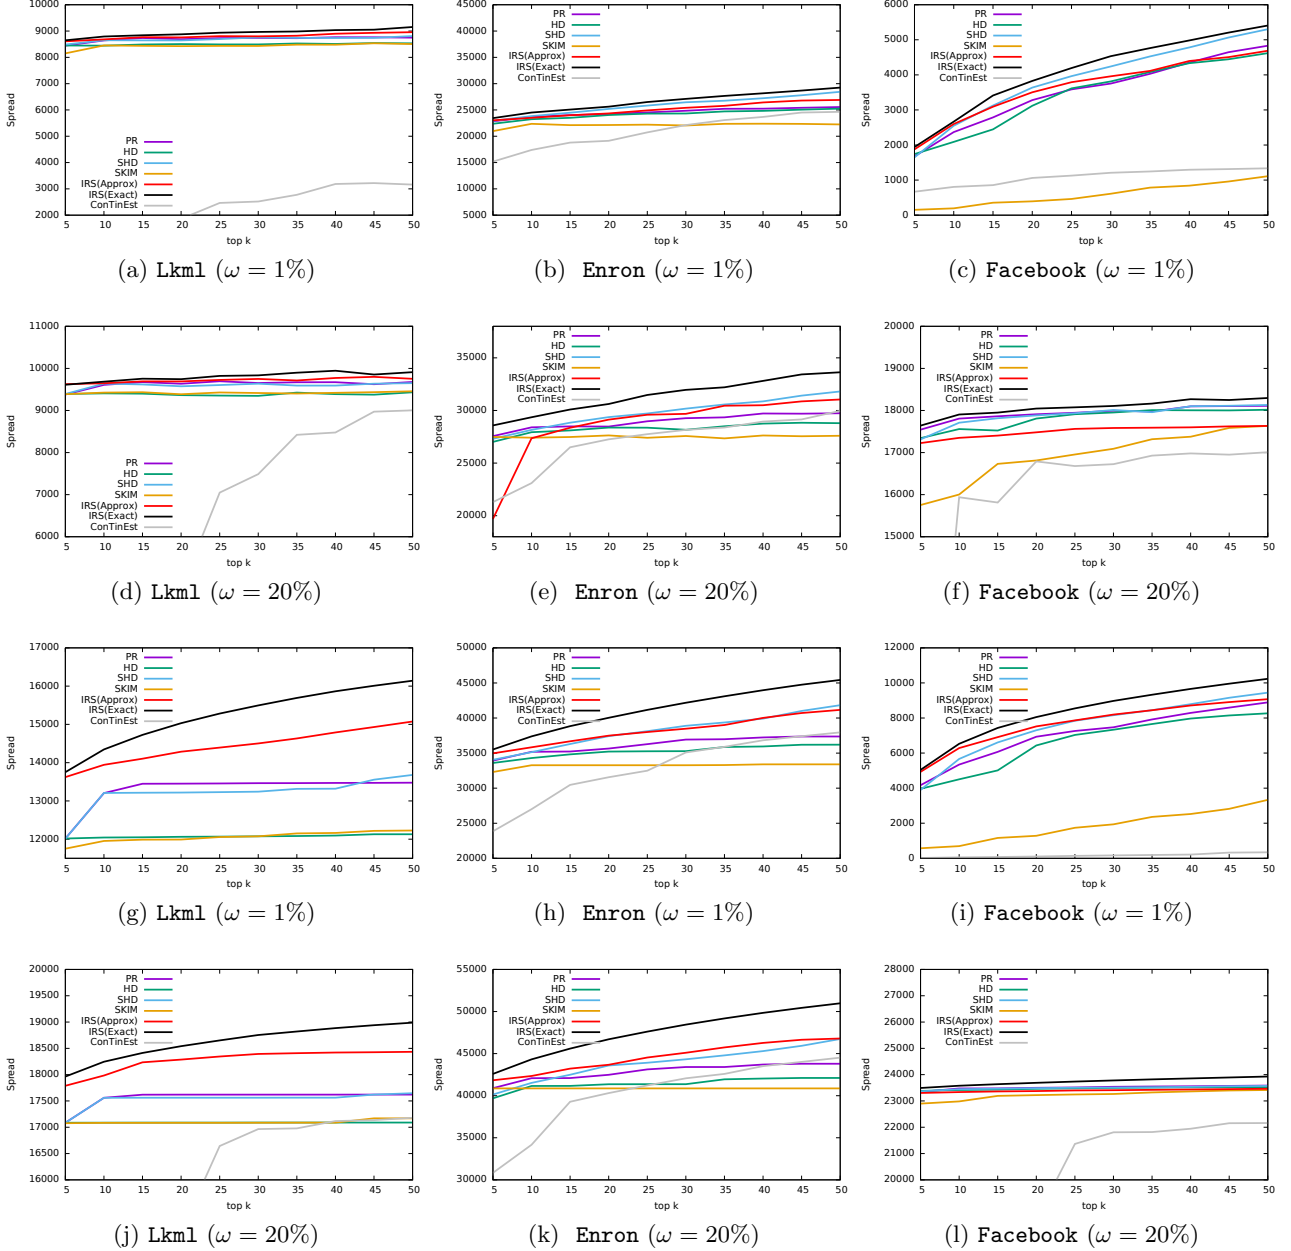 10000
9000
8000
7000
6000
5000
4000
3000
2000
Spread
PR
HD
SHD
SKIM
IRS(Approx)
IRS(Exact)
ConTinEst
5 10 15 20 25 30 35 40 45 50
top k
(a) Lkml (ω = 1%)
45000
40000
35000
30000
25000
20000
15000
10000
5000
Spread
PR
HD
SHD
SKIM
IRS(Approx)
IRS(Exact)
ConTinEst
5 10 15 20 25 30 35 40 45 50
top k
(b) Enron (ω = 1%)
6000
5000
4000
3000
2000
1000
0
Spread
PR
HD
SHD
SKIM
IRS(Approx)
IRS(Exact)
ConTinEst
5 10 15 20 25 30 35 40 45 50
top k
(c) Facebook (ω = 1%)
11000
10000
9000
8000
7000
6000
Spread
PR
HD
SHD
SKIM
IRS(Approx)
IRS(Exact)
ConTinEst
5 10 15 20 25 30 35 40 45 50
top k
(d) Lkml (ω = 20%)
35000
30000
25000
20000
Spread
PR
HD
SHD
SKIM
IRS(Approx)
IRS(Exact)
ConTinEst
5 10 15 20 25 30 35 40 45 50
top k
(e) Enron (ω = 20%)
20000
19000
18000
17000
16000
15000
Spread
PR
HD
SHD
SKIM
IRS(Approx)
IRS(Exact)
ConTinEst
5 10 15 20 25 30 35 40 45 50
top k
(f) Facebook (ω = 20%)
17000
16000
15000
14000
13000
12000
Spread
PR
HD
SHD
SKIM
IRS(Approx)
IRS(Exact)
ConTinEst
5 10 15 20 25 30 35 40 45 50
top k
(g) Lkml (ω = 1%)
50000
45000
40000
35000
30000
25000
20000
Spread
PR
HD
SHD
SKIM
IRS(Approx)
IRS(Exact)
ConTinEst
5 10 15 20 25 30 35 40 45 50
top k
(h) Enron (ω = 1%)
12000
10000
8000
6000
4000
2000
0
Spread
PR
HD
SHD
SKIM
IRS(Approx)
IRS(Exact)
ConTinEst
5 10 15 20 25 30 35 40 45 50
top k
(i) Facebook (ω = 1%)
20000
19500
19000
18500
18000
17500
17000
16500
16000
Spread
PR
HD
SHD
SKIM
IRS(Approx)
IRS(Exact)
ConTinEst
5 10 15 20 25 30 35 40 45 50
top k
(j) Lkml (ω = 20%)
55000
50000
45000
40000
35000
30000
Spread
PR
HD
SHD
SKIM
IRS(Approx)
IRS(Exact)
ConTinEst
5 10 15 20 25 30 35 40 45 50
top k
(k) Enron (ω = 20%)
28000
27000
26000
25000
24000
23000
22000
21000
20000
Spread
PR
HD
SHD
SKIM
IRS(Approx)
IRS(Exact)
ConTinEst
5 10 15 20 25 30 35 40 45 50
top k
(l) Facebook (ω = 20%)